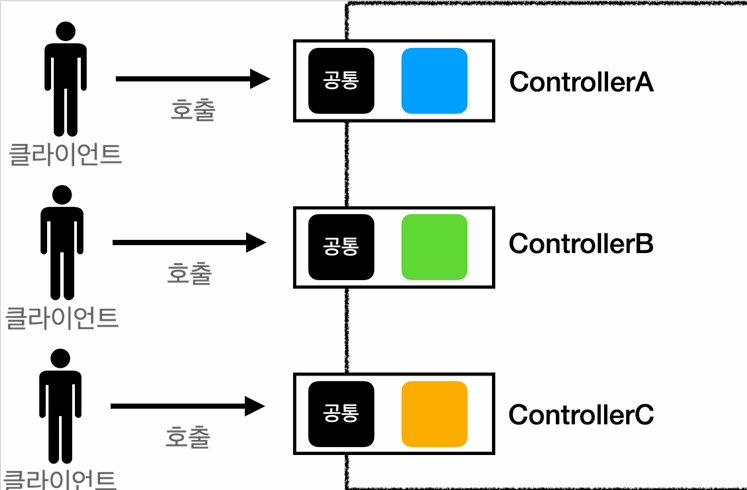 호출
공통
ControllerA
클라이언트
호출
공통
ControllerB
클라이언트
호출
공통
ControllerC
클라이언트